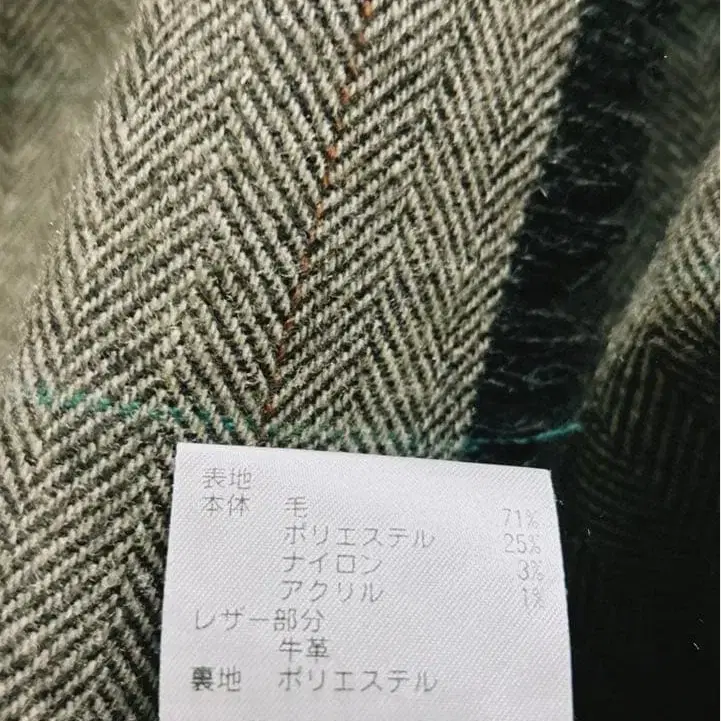 表地
本体 毛 71%
ポリエステル 25%
ナイロン 3%
アクリル 1%
レザー部分
牛革
裏地 ポリエステル